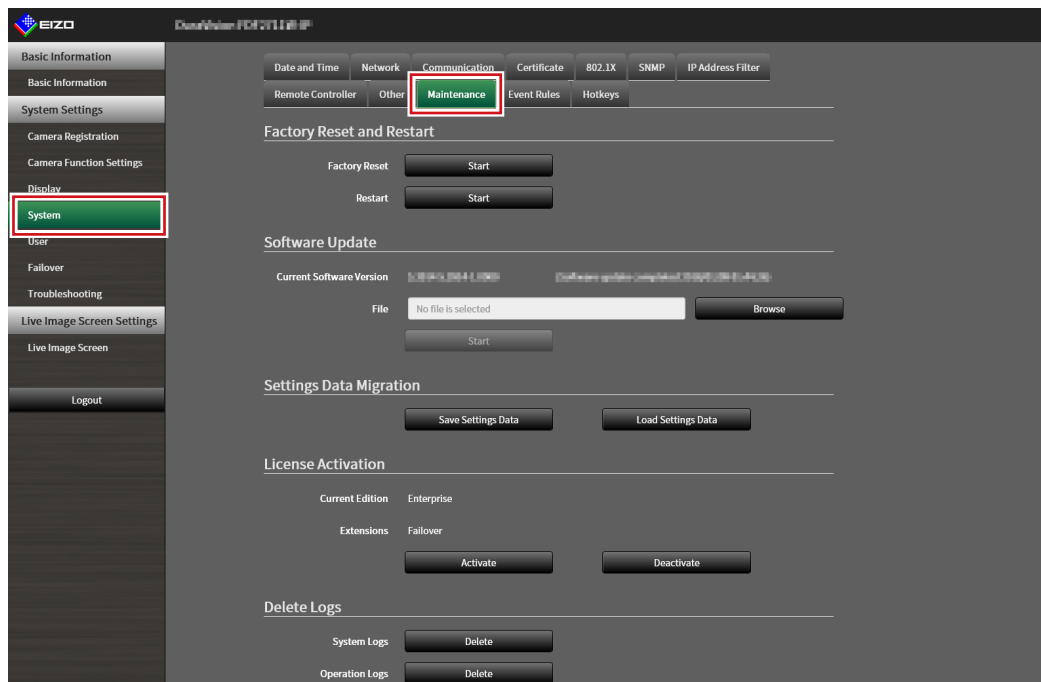 EIZO
Basic Information
Basic Information
System Settings
Camera Registration
Camera Function Settings
Display
System
User
Failover
Troubleshooting
Live Image Screen Settings
Live Image Screen
Logout
Date and Time Network Communication Certificate 802.1X SNMP IP Address Filter
Remote Controller Other Maintenance Event Rules Hotkeys
Factory Reset and Restart
Factory Reset Start
Restart Start
Software Update
Current Software Version
File No file is selected Browse
Start
Settings Data Migration
Save Settings Data Load Settings Data
License Activation
Current Edition Enterprise
Extensions Failover
Activate Deactivate
Delete Logs
System Logs Delete
Operation Logs Delete